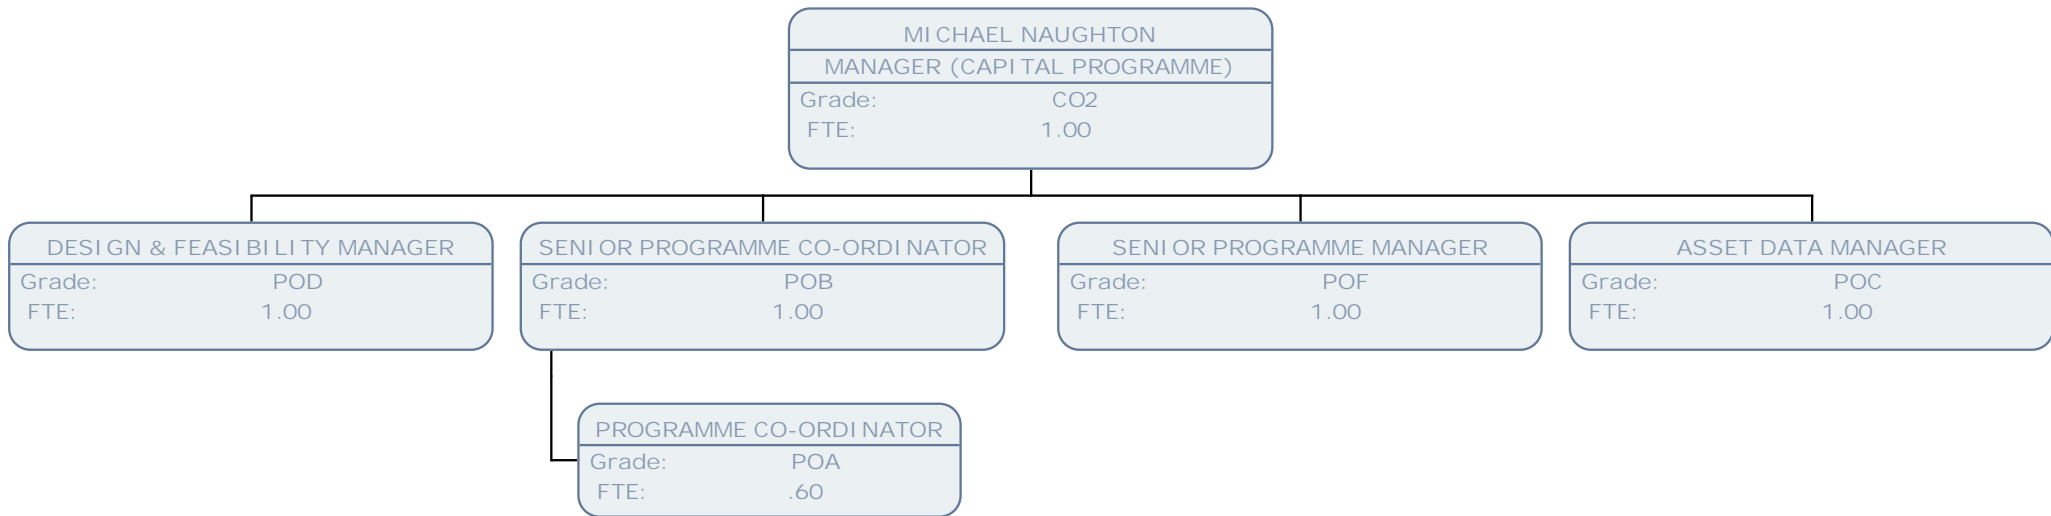 MICHAEL NAUGHTON
MANAGER (CAPITAL PROGRAMME)
Grade: CO2
FTE: 1.00
DESIGN & FEASIBILITY MANAGER
Grade: POD
FTE: 1.00
SENIOR PROGRAMME CO-ORDINATOR
Grade: POB
FTE: 1.00
SENIOR PROGRAMME MANAGER
Grade: POF
FTE: 1.00
ASSET DATA MANAGER
Grade: POC
FTE: 1.00
PROGRAMME CO-ORDINATOR
Grade: POA
FTE: .60